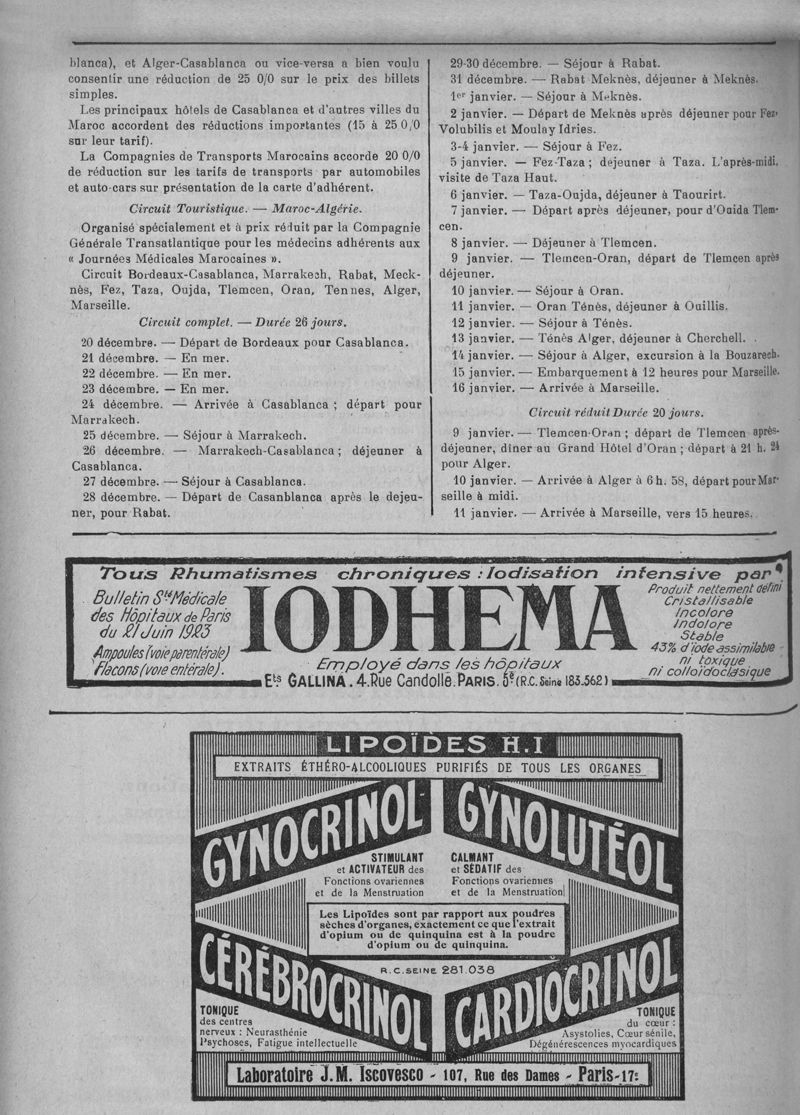 blanca), et Alger-Casablanca ou vice-versa a bien voulu
consentir une réduction de 25 0/0 sur le prix des billets
simples.
Les principaux hôtels de Casablanca et d'autres villes du
Maroc accordent des réductions importantes (15 à 25 0/0
sur leur tarif).
La Compagnies de Transports Marocains accorde 20 0/0
de réduction sur les tarifs de transports par automobiles
et auto-cars sur présentation de la carte d'adhérent.
Circuit Touristique. — Maroc-Algérie.
Organisé spécialement et à prix réduit par la Compagnie
Générale Transatlantique pour les médecins adhérents aux
« Journées Médicales Marocaines ».
Circuit Bordeaux-Casablanca, Marrakech, Rabat, Meck-
nès, Fez, Taza, Oujda, Tlemcen, Oran, Tennes, Alger,
Marseille.
Circuit complet. — Durée 26 jours.
20 décembre. — Départ de Bordeaux pour Casablanca.
21 décembre. — En mer.
22 décembre. — En mer.
23 décembre. — En mer.
24 décembre. — Arrivée à Casablanca ; départ pour
Marrakech.
25 décembre. — Séjour à Marrakech.
26 décembre. — Marrakech-Casablanca ; déjeuner à
Casablanca.
27 décembre. — Séjour à Casablanca.
28 décembre. — Départ de Casanblanca après le dejeu-
ner, pour Rabat.
29-30 décembre. — Séjour à Rabat.
31 décembre. — Rabat Meknès, déjeuner à Meknès.
1er janvier. — Séjour à Meknès.
2 janvier. — Départ de Meknès après déjeuner pour Fez,
Volubilis et Moulay Idries.
3-4 janvier. — Séjour à Fez.
5 janvier. — Fez-Taza ; dejeuner à Taza. L'après-midi,
visite de Taza Haut.
6 janvier. — Taza-Oujda, déjeuner à Taourirt.
7 janvier. — Départ après déjeuner, pour d'Ouida Tlem-
cen.
8 janvier. — Déjeuner à Tlemcen.
9 janvier. — Tlemcen-Oran, départ de Tlemcen après
déjeuner.
10 janvier. — Séjour à Oran.
11 janvier. — Oran Ténès, déjeuner à Ouillis.
12 janvier. — Séjour à Ténès.
13 janvier. — Ténès Alger, déjeuner à Cherchell.
14 janvier. — Séjour à Alger, excursion à la Bouzarech.
15 janvier. — Embarquement à 12 heures pour Marseille.
16 janvier. — Arrivée à Marseille.
Circuit réduit Durée 20 jours.
9 janvier. — Tlemcen-Oran ; départ de Tlemcen après-
déjeuner, diner au Grand Hôtel d'Oran ; départ à 21 h. 24
pour Alger.
10 janvier. — Arrivée à Alger à 6 h. 58, départ pour Mar-
seille à midi.
11 janvier. — Arrivée à Marseille, vers 15 heures.
Tous Rhumatismes chroniques : Iodisation intensive par
Bulletin Sté Médicale
des Hôpitaux de Paris
du 21 Juin 1923
Ampoules (voie parentérale)
Flacons (voie entérale).
IODHEMA
Employé dans les hôpitaux
Produit nettement défini
Cristallisable
Incolore
Indolore
Stable
43% d'iode assimilable
ni toxique
ni colloïdoclasique
Ets GALLINA. 4. Rue Candolle. PARIS. 5e (R.C. Seine 183.562)
LIPOÏDES H.I
EXTRAITS ÉTHÉRO-ALCOOLIQUES PURIFIÉS DE TOUS LES ORGANES
GYNOCRINOL
GYNOLUTÉOL
STIMULANT
et ACTIVATEUR des
Fonctions ovariennes
et de la Menstruation
CALMANT
et SÉDATIF des
Fonctions ovariennes
et de la Menstruation
Les Lipoïdes sont par rapport aux poudres
sèches d'organes, exactement ce que l'extrait
d'opium ou de quinquina est à la poudre
d'opium ou de quinquina.
R.C. SEINE 281.038
CÉRÉBROCRINOL
CARDIOCRINOL
TONIQUE
des centres
nerveux : Neurasthénie
Psychoses, Fatigue intellectuelle
TONIQUE
du cœur :
Asystolies, Cœur sénile,
Dégénérescences myocardiques
Laboratoire J.M. Iscovesco - 107, Rue des Dames - Paris-17e